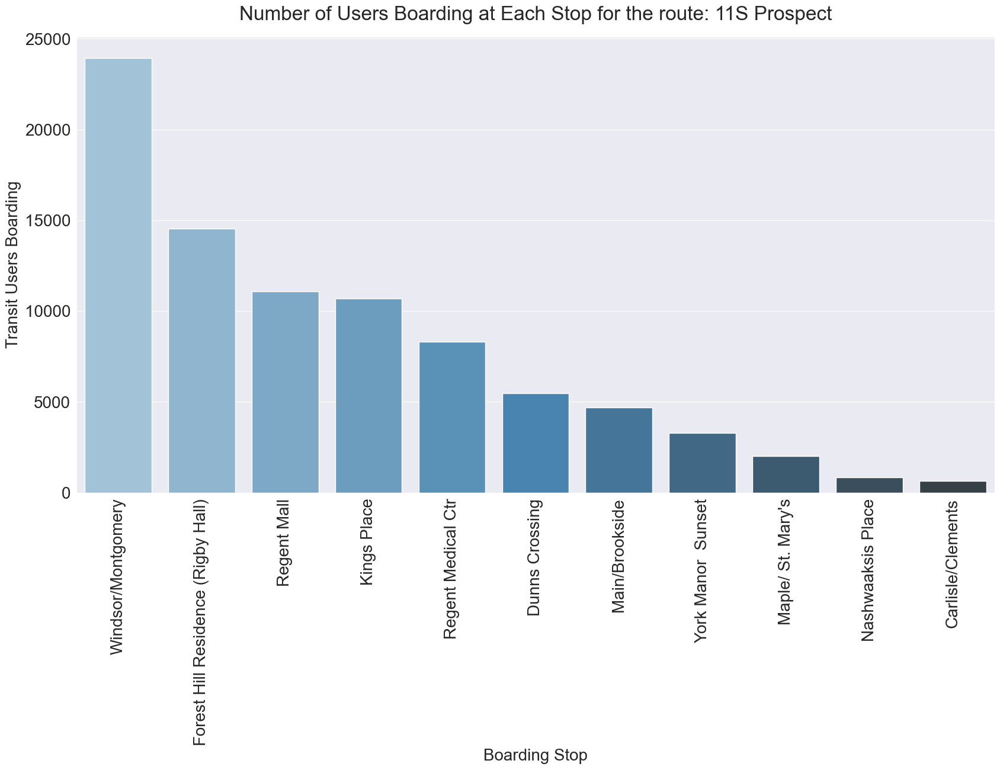 Number of Users Boarding at Each Stop for the route: 11S Prospect
25000
20000
15000
10000
5000
0
Transit Users Boarding
Windsor/Montgomery
Forest Hill Residence (Rigby Hall)
Regent Mall
Kings Place
Regent Medical Ctr
Dunns Crossing
Main/Brookside
York Manor  Sunset
Maple/ St. Mary's
Nashwaaksis Place
Carlisle/Clements
Boarding Stop